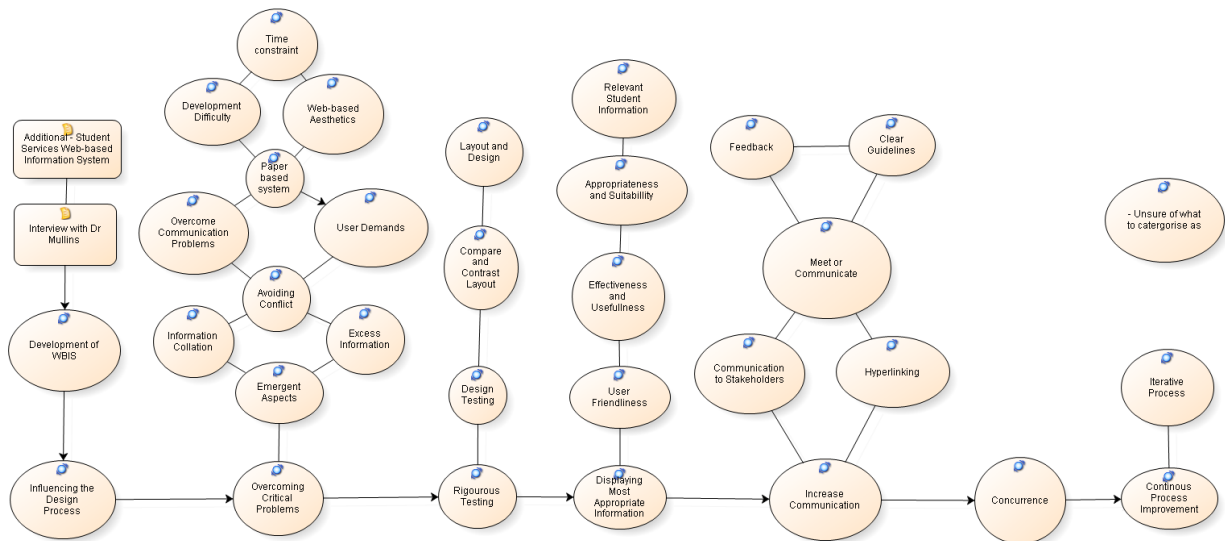 Time
constraint
Development
Difficulty
Web-based
Aesthetics
Relevant
Student
Information
Additional - Student
Services Web-based
Information System
Layout and
Design
Feedback
Clear
Guidelines
Paper
based
system
Appropriateness
and Suitability
Interview with Dr
Mullins
Overcome
Communication
Problems
User Demands
- Unsure of what
to catergorise as
Compare and
Contrast
Layout
Meet or
Communicate
Avoiding
Conflict
Effectiveness
and
Usefullness
Development of
WBIS
Information
Collation
Excess
Information
Communication
to Stakeholders
Hyperlinking
Emergent
Aspects
Design
Testing
User
Friendliness
Iterative
Process
Influencing the
Design
Process
Overcoming
Critical
Problems
Rigourous
Testing
Displaying
Most
Appropriate
Information
Increase
Communication
Concurrence
Continous
Process
Improvement